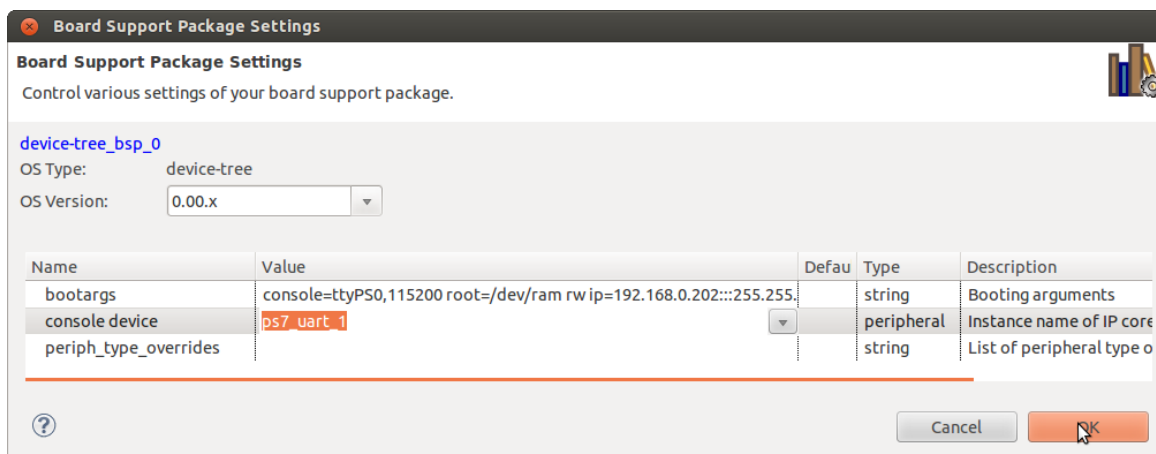 Board Support Package Settings
Board Support Package Settings
Control various settings of your board support package.
device-tree_bsp_0
OS Type: device-tree
OS Version: 0.00.x
Name Value Defau Type Description
bootargs console=ttyPS0,115200 root=/dev/ram rw ip=192.168.0.202:::255.255. string Booting arguments
console device ps7_uart_1 peripheral Instance name of IP core
periph_type_overrides string List of peripheral type o
? Cancel OK